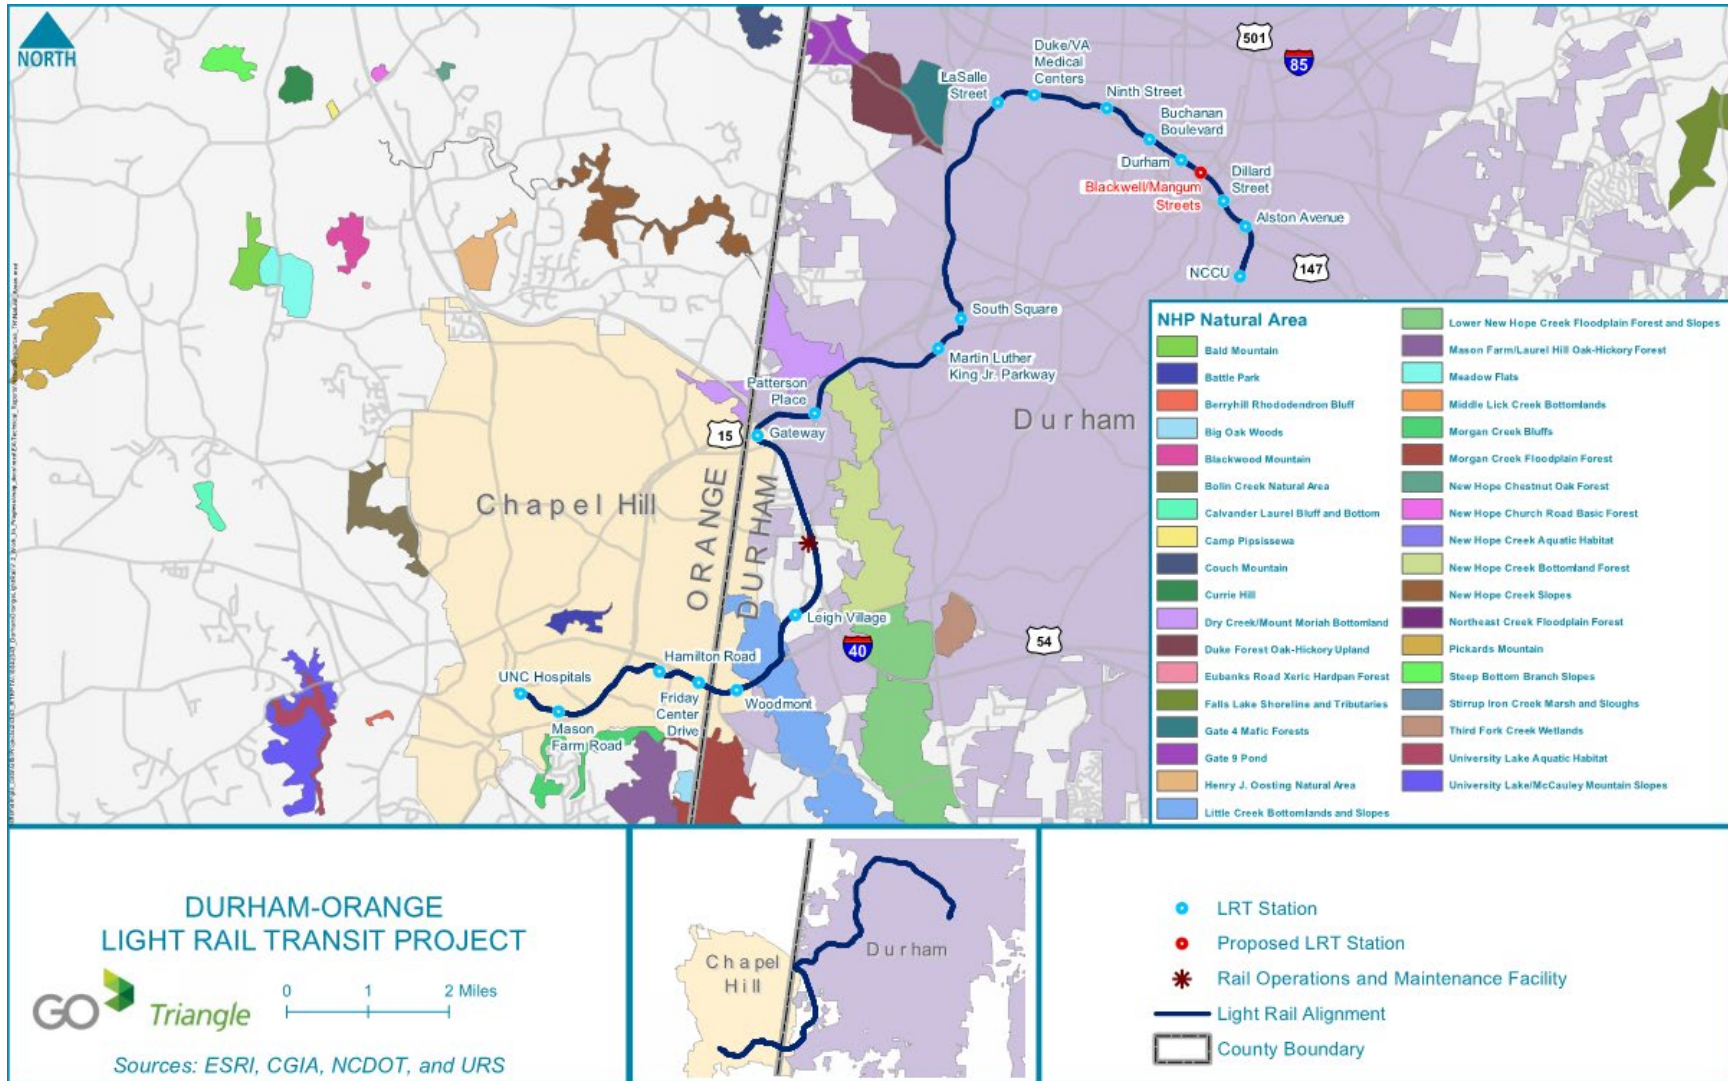 NORTH
501
85
Duke/VA
Medical
Centers
LaSalle
Street
Ninth Street
Buchanan
Boulevard
Durham
Dillard
Street
Blackwell/Mangum
Streets
Alston Avenue
NCCU
147
South Square
Martin Luther
King Jr. Parkway
Patterson
Place
15
Gateway
Durham
Chapel Hill
ORANGE
DURHAM
Leigh Village
40
54
Hamilton Road
UNC Hospitals
Friday
Center
Drive
Woodmont
Mason
Farm Road
NHP Natural Area
Bald Mountain
Battle Park
Berryhill Rhododendron Bluff
Big Oak Woods
Blackwood Mountain
Bolin Creek Natural Area
Calvander Laurel Bluff and Bottom
Camp Pipsissewa
Couch Mountain
Currie Hill
Dry Creek/Mount Moriah Bottomland
Duke Forest Oak-Hickory Upland
Eubanks Road Xeric Hardpan Forest
Falls Lake Shoreline and Tributaries
Gate 4 Mafic Forests
Gate 9 Pond
Henry J. Oosting Natural Area
Little Creek Bottomlands and Slopes
Lower New Hope Creek Floodplain Forest and Slopes
Mason Farm/Laurel Hill Oak-Hickory Forest
Meadow Flats
Middle Lick Creek Bottomlands
Morgan Creek Bluffs
Morgan Creek Floodplain Forest
New Hope Chestnut Oak Forest
New Hope Church Road Basic Forest
New Hope Creek Aquatic Habitat
New Hope Creek Bottomland Forest
New Hope Creek Slopes
Northeast Creek Floodplain Forest
Pickards Mountain
Steep Bottom Branch Slopes
Stirrup Iron Creek Marsh and Sloughs
Third Fork Creek Wetlands
University Lake Aquatic Habitat
University Lake/McCauley Mountain Slopes
DURHAM-ORANGE
LIGHT RAIL TRANSIT PROJECT
GO Triangle
0 1 2 Miles
Sources: ESRI, CGIA, NCDOT, and URS
Chapel
Hill
Durham
LRT Station
Proposed LRT Station
Rail Operations and Maintenance Facility
Light Rail Alignment
County Boundary